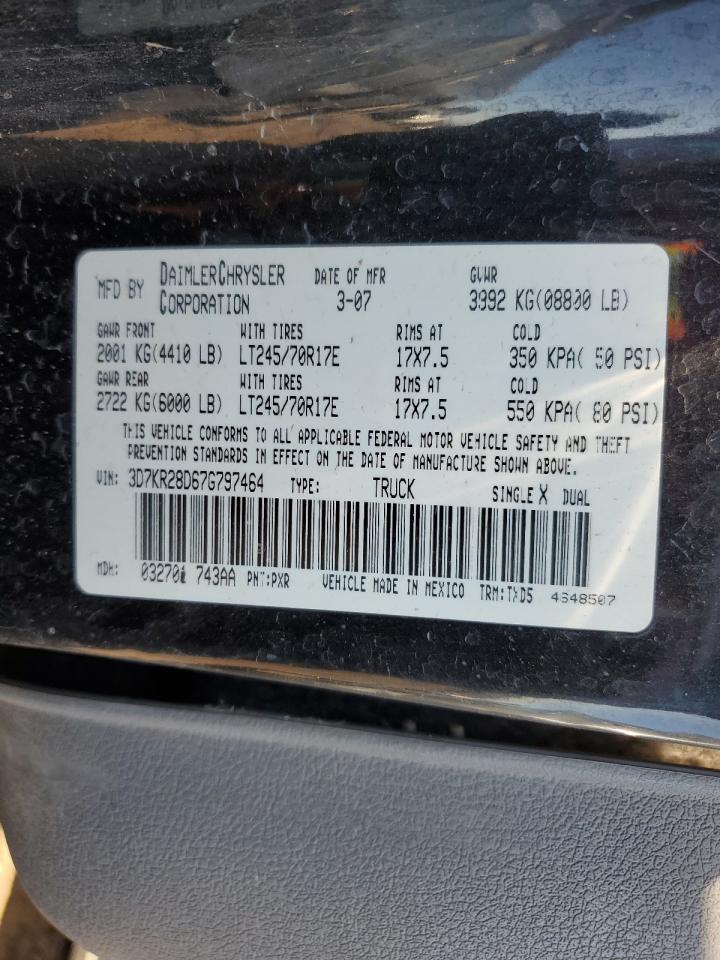 MFD BY DAIMLERCHRYSLER CORPORATION DATE OF MFR 3-07 GVWR 3992 KG(08800 LB)
GAWR FRONT WITH TIRES RIMS AT COLD
2001 KG(4410 LB) LT245/70R17E 17X7.5 350 KPA( 50 PSI)
GAWR REAR WITH TIRES RIMS AT COLD
2722 KG(6000 LB) LT245/70R17E 17X7.5 550 KPA( 80 PSI)
THIS VEHICLE CONFORMS TO ALL APPLICABLE FEDERAL MOTOR VEHICLE SAFETY AND THEFT
PREVENTION STANDARDS IN EFFECT ON THE DATE OF MANUFACTURE SHOWN ABOVE.
VIN: 3D7KR28D67G797464 TYPE: TRUCK SINGLE X DUAL
MDH: 743AA PNT:PXR VEHICLE MADE IN MEXICO 4648507